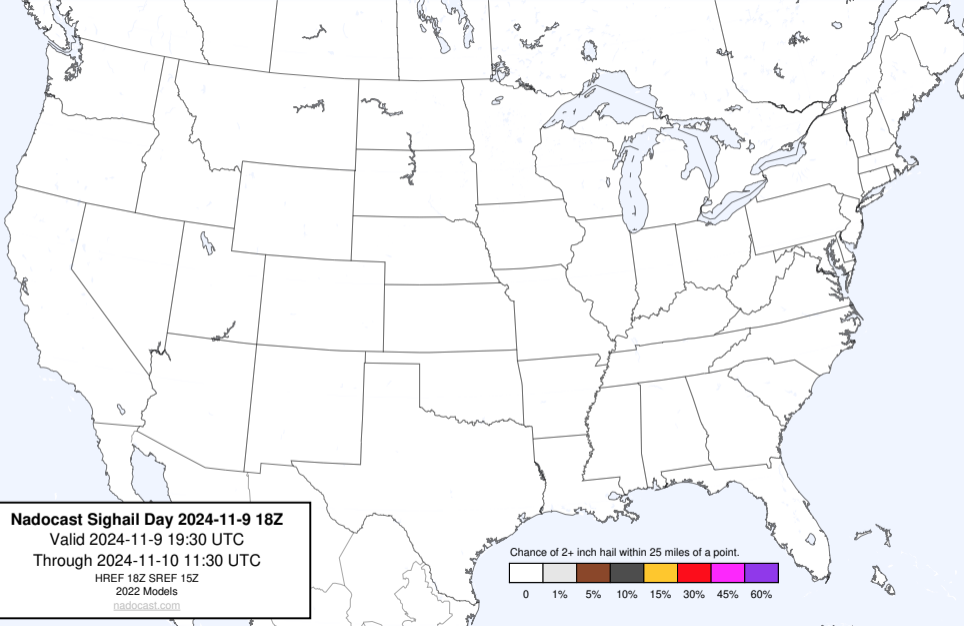 Nadocast Sighail Day 2024-11-9 18Z
Valid 2024-11-9 19:30 UTC
Through 2024-11-10 11:30 UTC
HREF 18Z SREF 15Z
2022 Models
nadocast.com
Chance of 2+ inch hail within 25 miles of a point.
0 1% 5% 10% 15% 30% 45% 60%